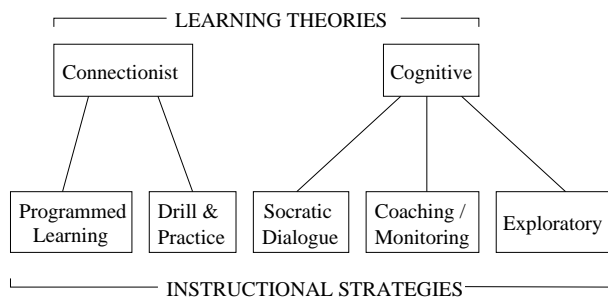 LEARNING THEORIES
Connectionist
Cognitive
Programmed
Learning
Drill &
Practice
Socratic
Dialogue
Coaching /
Monitoring
Exploratory
INSTRUCTIONAL STRATEGIES